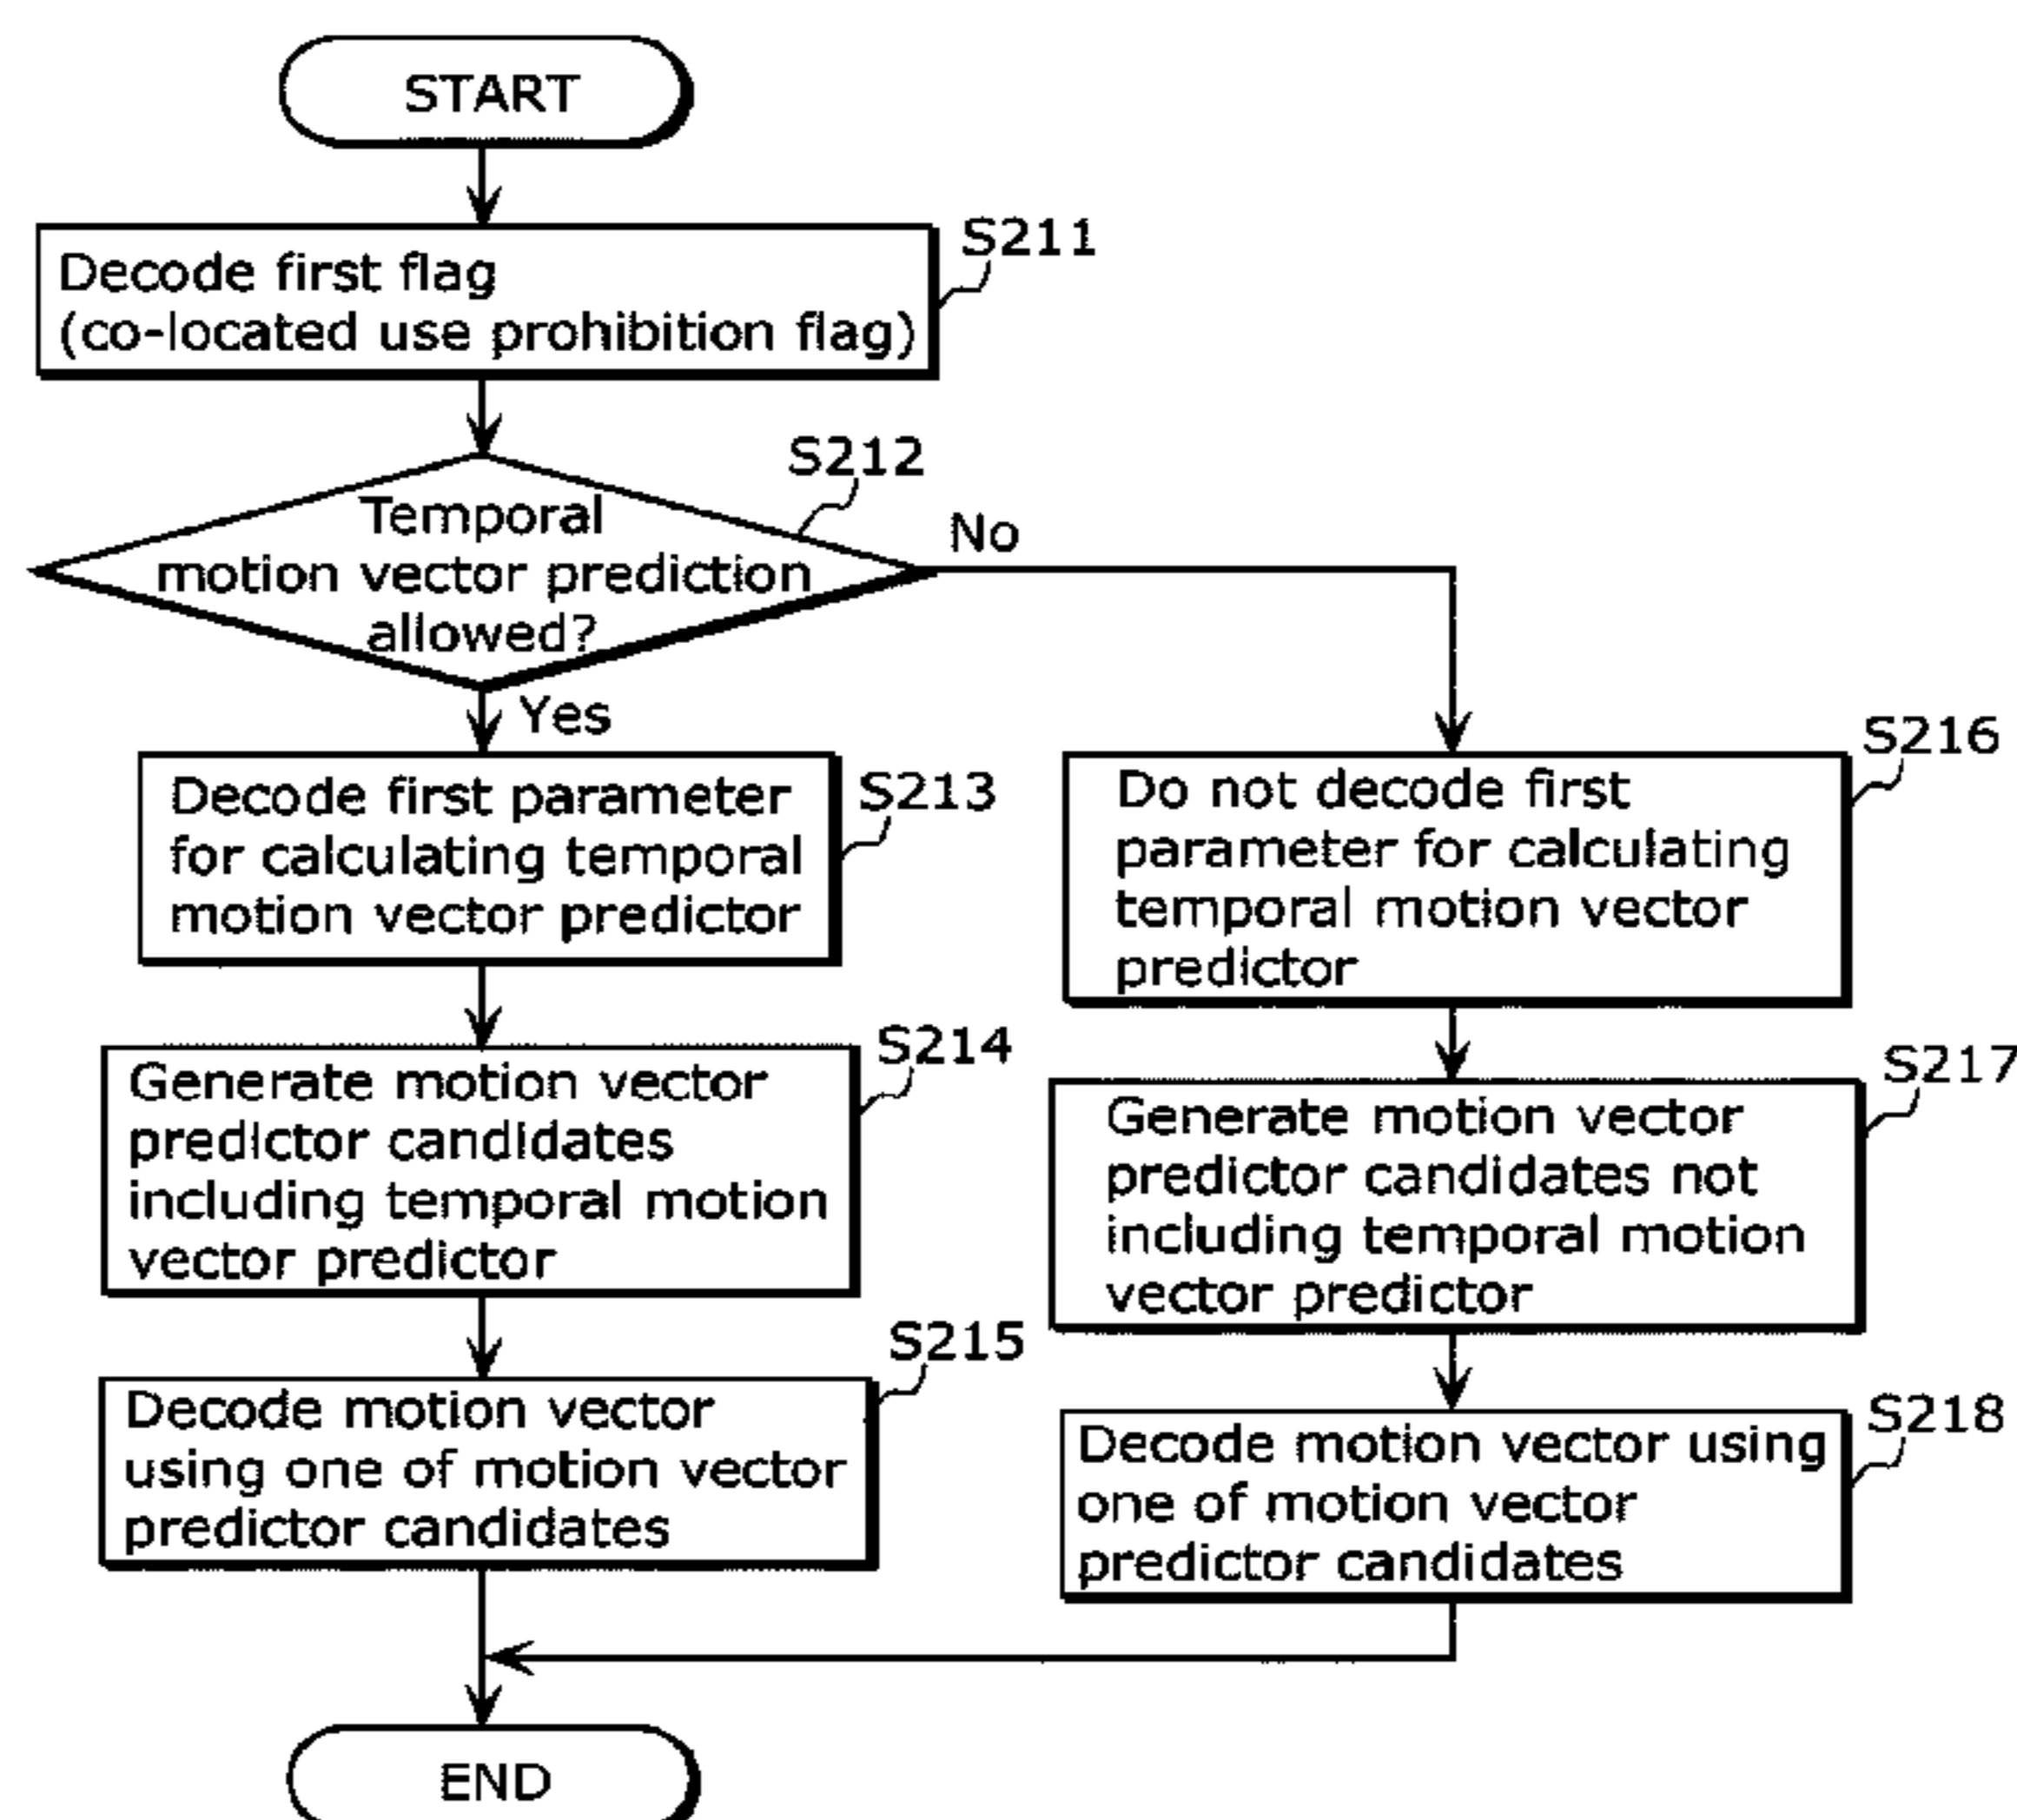 START
S211
Decode first flag
(co-located use prohibition flag)
S212
Temporal
motion vector prediction
allowed?
No
Yes
S213
Decode first parameter
for calculating temporal
motion vector predictor
S214
Generate motion vector
predictor candidates
including temporal motion
vector predictor
S215
Decode motion vector
using one of motion vector
predictor candidates
S216
Do not decode first
parameter for calculating
temporal motion vector
predictor
S217
Generate motion vector
predictor candidates not
including temporal motion
vector predictor
S218
Decode motion vector using
one of motion vector
predictor candidates
END